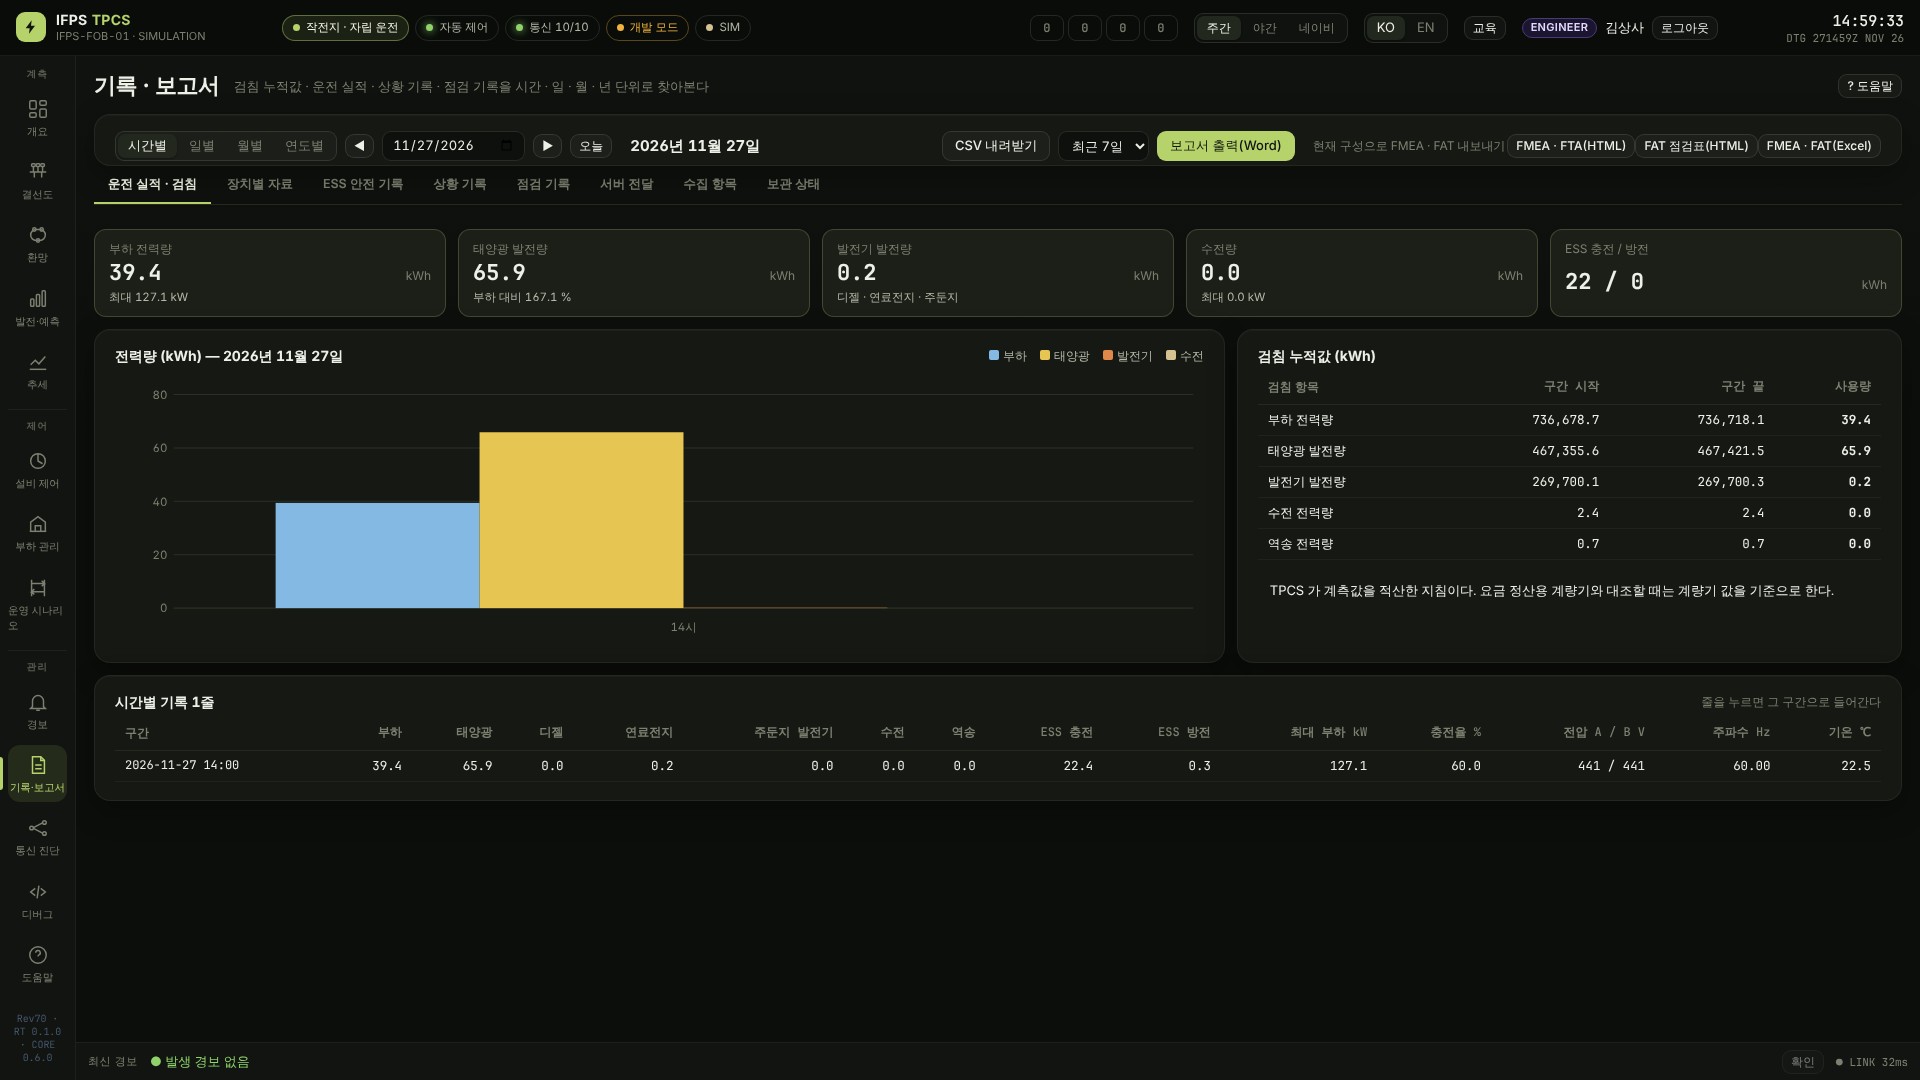 IFPS TPCS
IFPS-FOB-01 · SIMULATION
작전지 · 자립 운전
자동 제어
통신 10/10
개발 모드
SIM
0 0 0 0
주간 야간 네이비
KO EN
교육
ENGINEER 김상사 로그아웃
14:59:33
DTG 271459Z NOV 26
계측
개요
결선도
환망
발전·예측
추세
제어
설비 제어
부하 관리
운영 시나리
오
관리
경보
기록·보고서
통신 진단
디버그
도움말
Rev70 ·
RT 0.1.0
· CORE
0.6.0
기록 · 보고서 검침 누적값 · 운전 실적 · 상황 기록 · 점검 기록을 시간 · 일 · 월 · 년 단위로 찾아본다
? 도움말
시간별 일별 월별 연도별 ◀ 11/27/2026 ▶ 오늘 2026년 11월 27일
CSV 내려받기 최근 7일 보고서 출력(Word) 현재 구성으로 FMEA · FAT 내보내기 FMEA · FTA(HTML) FAT 점검표(HTML) FMEA · FAT(Excel)
운전 실적 · 검침 장치별 자료 ESS 안전 기록 상황 기록 점검 기록 서버 전달 수집 항목 보관 상태
부하 전력량
39.4 kWh
최대 127.1 kW
태양광 발전량
65.9 kWh
부하 대비 167.1 %
발전기 발전량
0.2 kWh
디젤 · 연료전지 · 주둔지
수전량
0.0 kWh
최대 0.0 kW
ESS 충전 / 방전
22 / 0 kWh
전력량 (kWh) — 2026년 11월 27일
부하 태양광 발전기 수전
80
60
40
20
0
14시
검침 누적값 (kWh)
검침 항목 구간 시작 구간 끝 사용량
부하 전력량 736,678.7 736,718.1 39.4
태양광 발전량 467,355.6 467,421.5 65.9
발전기 발전량 269,700.1 269,700.3 0.2
수전 전력량 2.4 2.4 0.0
역송 전력량 0.7 0.7 0.0
TPCS 가 계측값을 적산한 지침이다. 요금 정산용 계량기와 대조할 때는 계량기 값을 기준으로 한다.
시간별 기록 1줄
줄을 누르면 그 구간으로 들어간다
구간 부하 태양광 디젤 연료전지 주둔지 발전기 수전 역송 ESS 충전 ESS 방전 최대 부하 kW 충전율 % 전압 A / B V 주파수 Hz 기온 ℃
2026-11-27 14:00 39.4 65.9 0.0 0.2 0.0 0.0 0.0 22.4 0.3 127.1 60.0 441 / 441 60.00 22.5
최신 경보 발생 경보 없음
확인 LINK 32ms